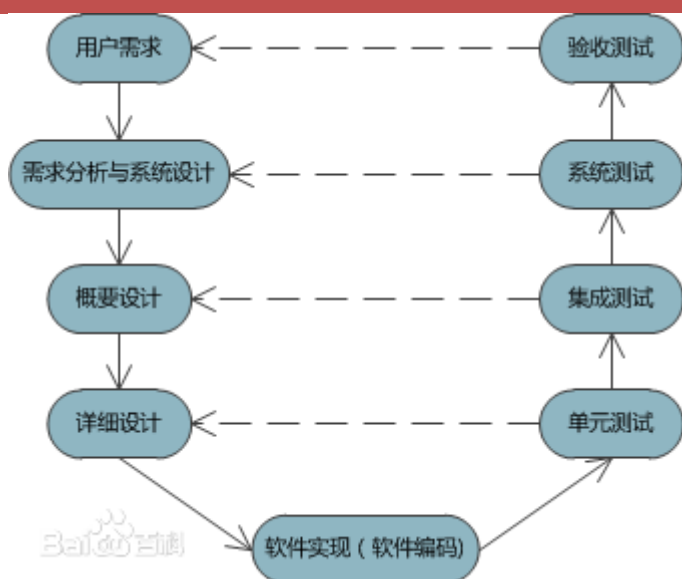 用户需求
验收测试
需求分析与系统设计
系统测试
概要设计
集成测试
详细设计
单元测试
软件实现（软件编码)
Baidu百科